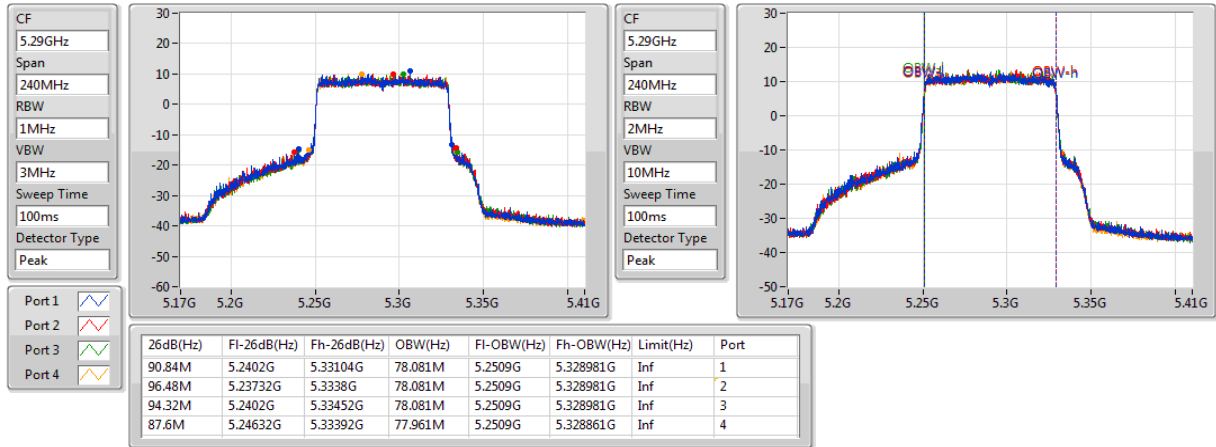 CF
5.29GHz
Span
240MHz
RBW
1MHz
VBW
3MHz
Sweep Time
100ms
Detector Type
Peak
30
20
10
0
-10
-20
-30
-40
-50
-60
5.17G 5.2G 5.25G 5.3G 5.35G 5.41G
CF
5.29GHz
Span
240MHz
RBW
2MHz
VBW
10MHz
Sweep Time
100ms
Detector Type
Peak
30
20
10
0
-10
-20
-30
-40
-50
OBW-h
5.17G 5.2G 5.25G 5.3G 5.35G 5.41G
Port 1
Port 2
Port 3
Port 4
26dB(Hz) Fl-26dB(Hz) Fh-26dB(Hz) OBW(Hz) Fl-OBW(Hz) Fh-OBW(Hz) Limit(Hz) Port
90.84M 5.2402G 5.33104G 78.081M 5.2509G 5.328981G Inf 1
96.48M 5.23732G 5.3338G 78.081M 5.2509G 5.328981G Inf 2
94.32M 5.2402G 5.33452G 78.081M 5.2509G 5.328981G Inf 3
87.6M 5.24632G 5.33392G 77.961M 5.2509G 5.328861G Inf 4